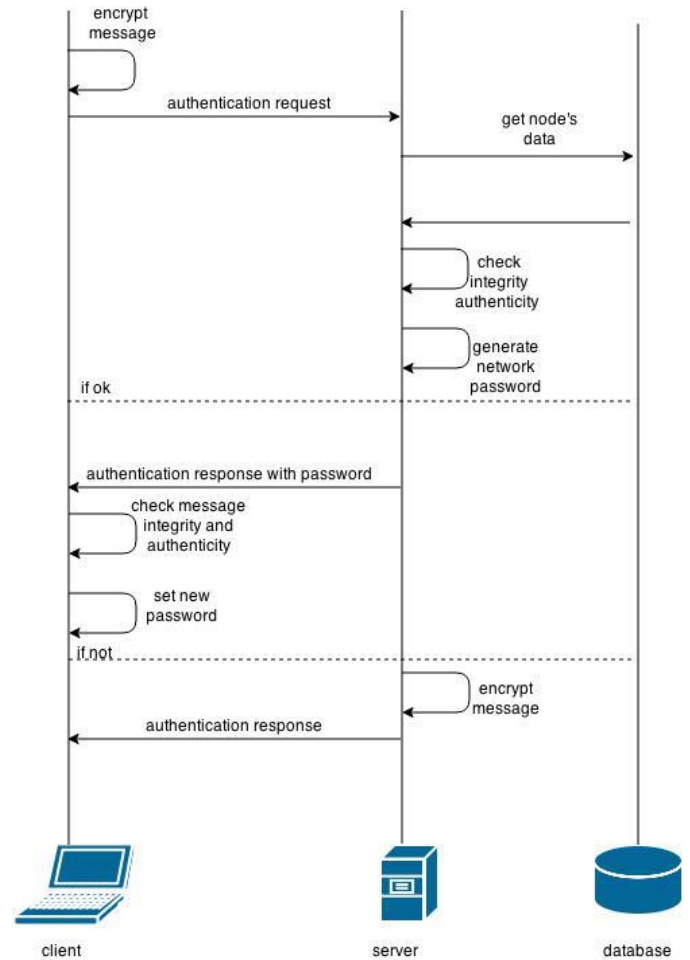 encrypt
message
authentication request
get node's
data
check
integrity
authenticity
generate
network
password
if ok
authentication response with password
check message
integrity and
authenticity
set new
password
if not
encrypt
message
authentication response
client
server
database